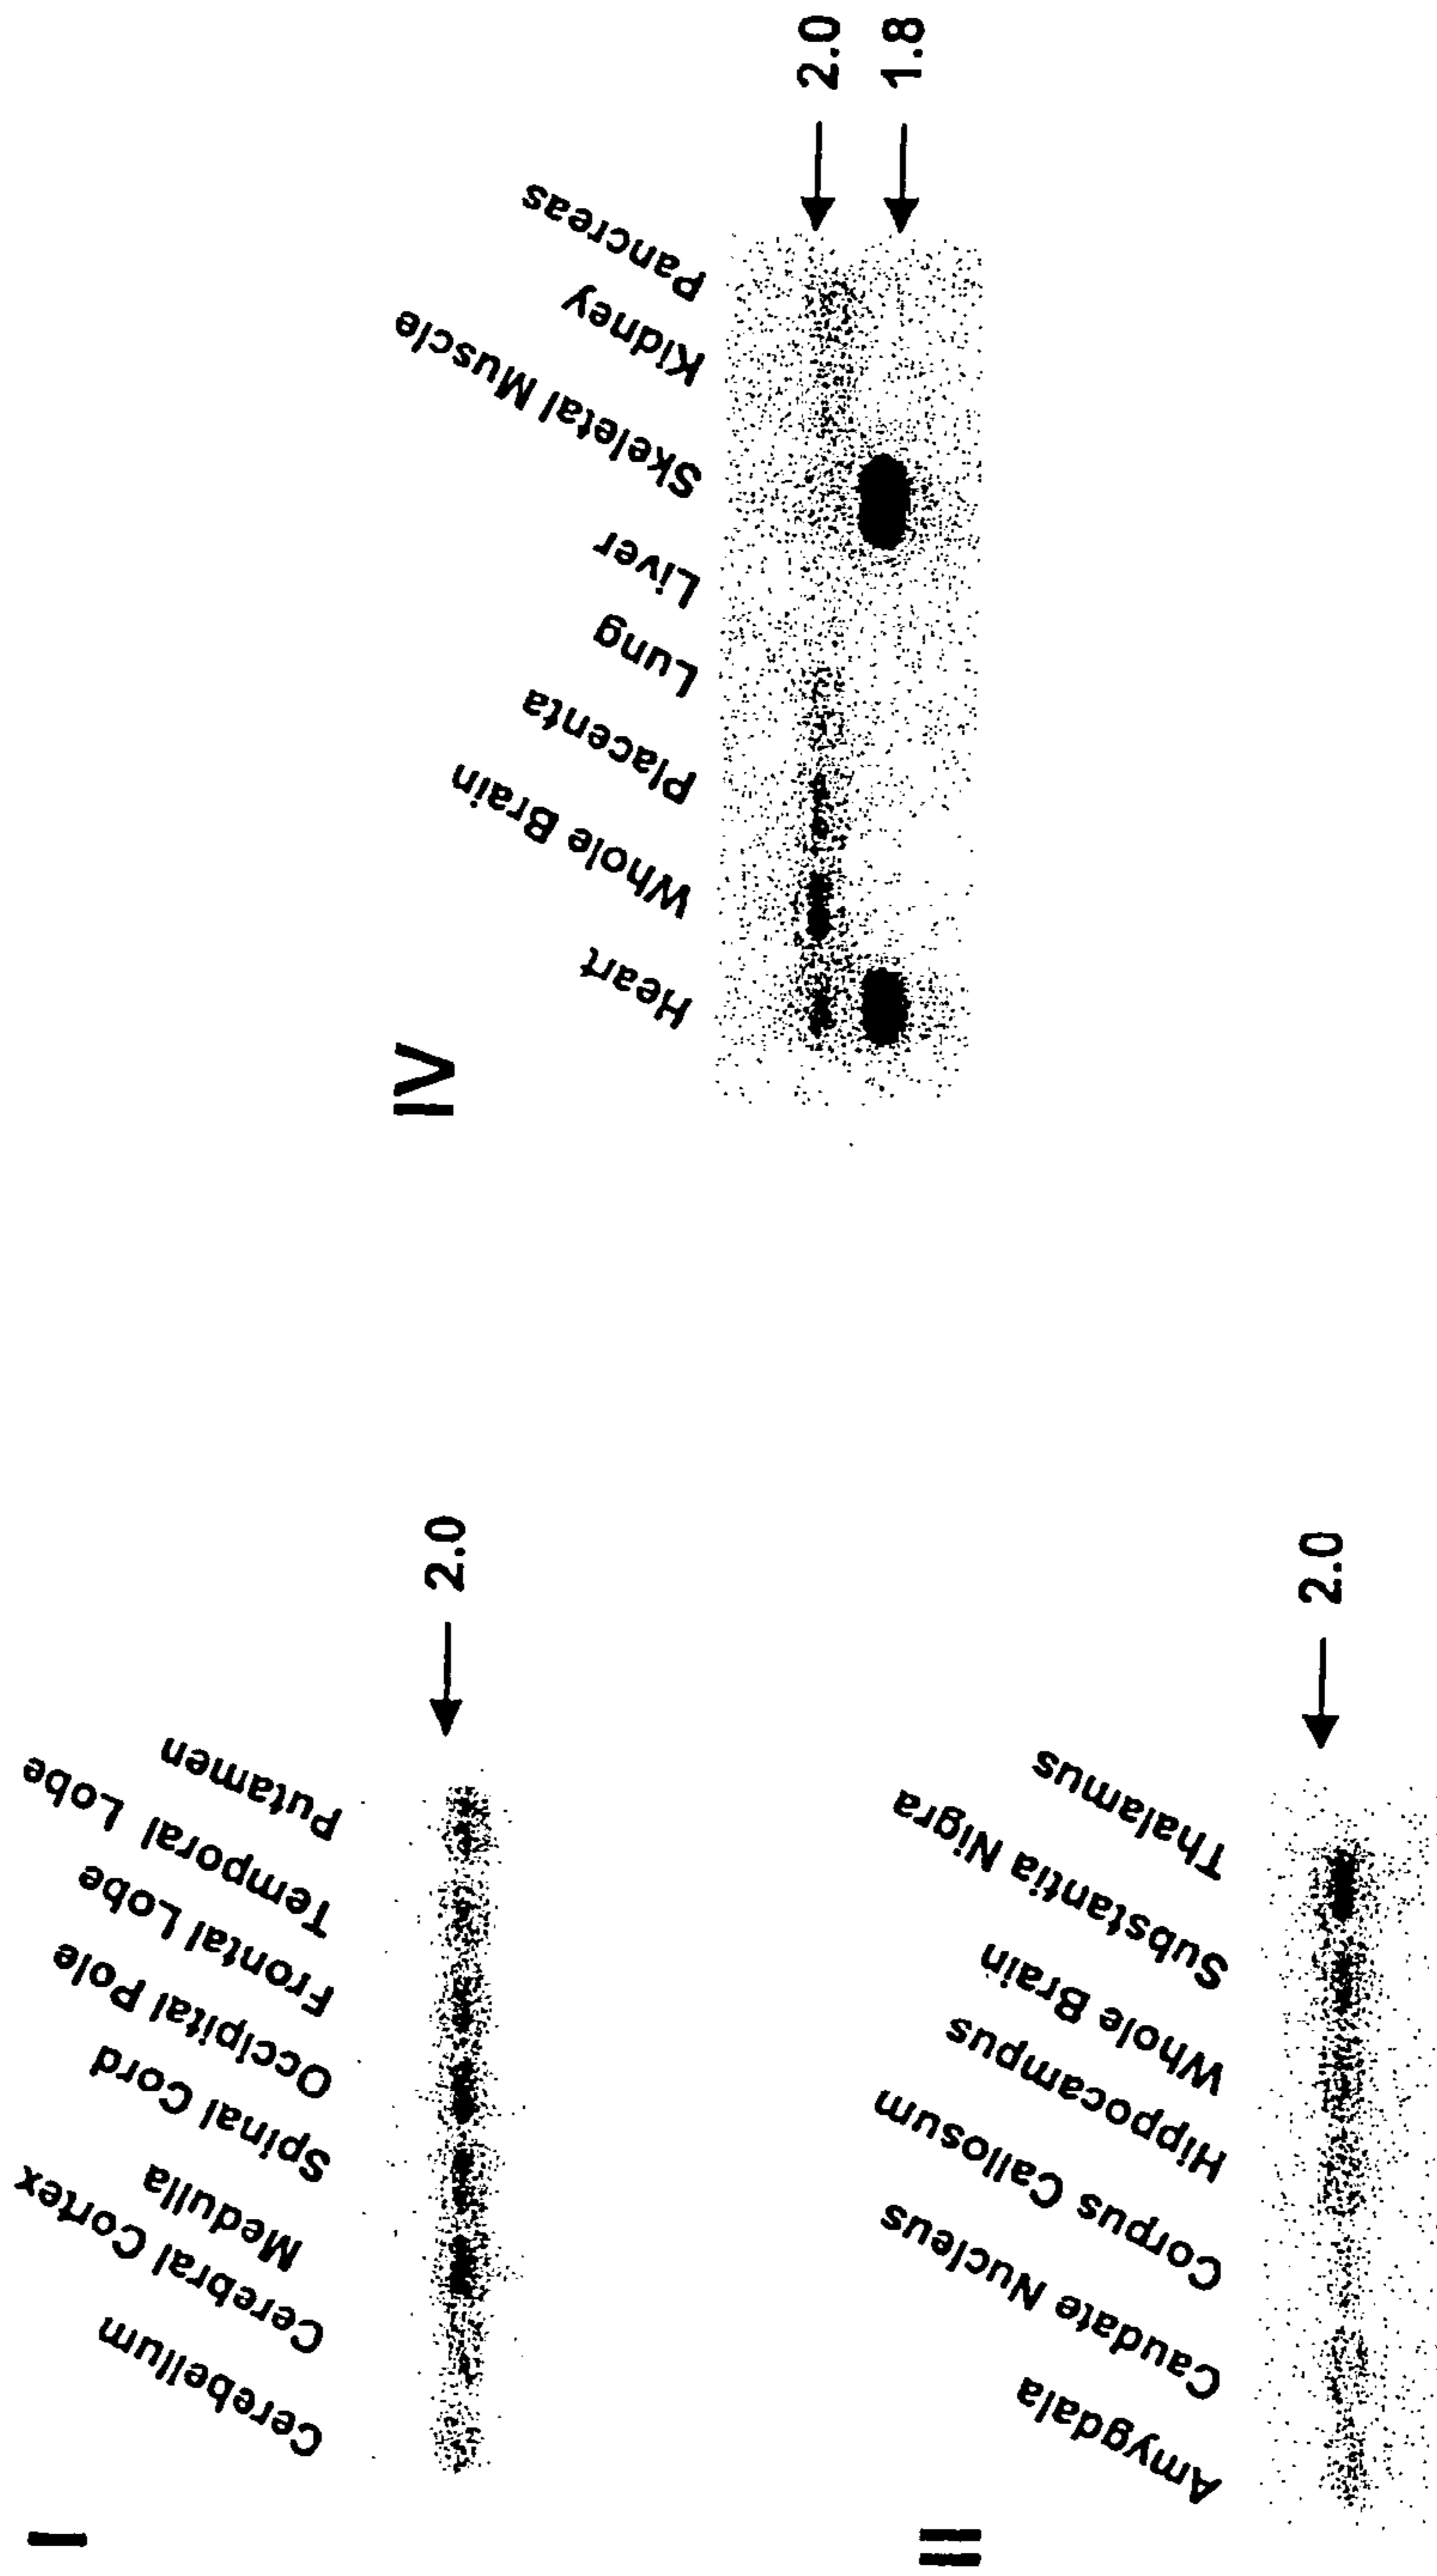 I
Cerebellum
Cerebral Cortex
Medulla
Spinal Cord
Occipital Pole
Frontal Lobe
Temporal Lobe
Putamen
2.0
II
Amygdala
Caudate Nucleus
Corpus Callosum
Hippocampus
Whole Brain
Substantia Nigra
Thalamus
2.0
IV
Heart
Whole Brain
Placenta
Lung
Liver
Skeletal Muscle
Kidney
Pancreas
2.0
1.8